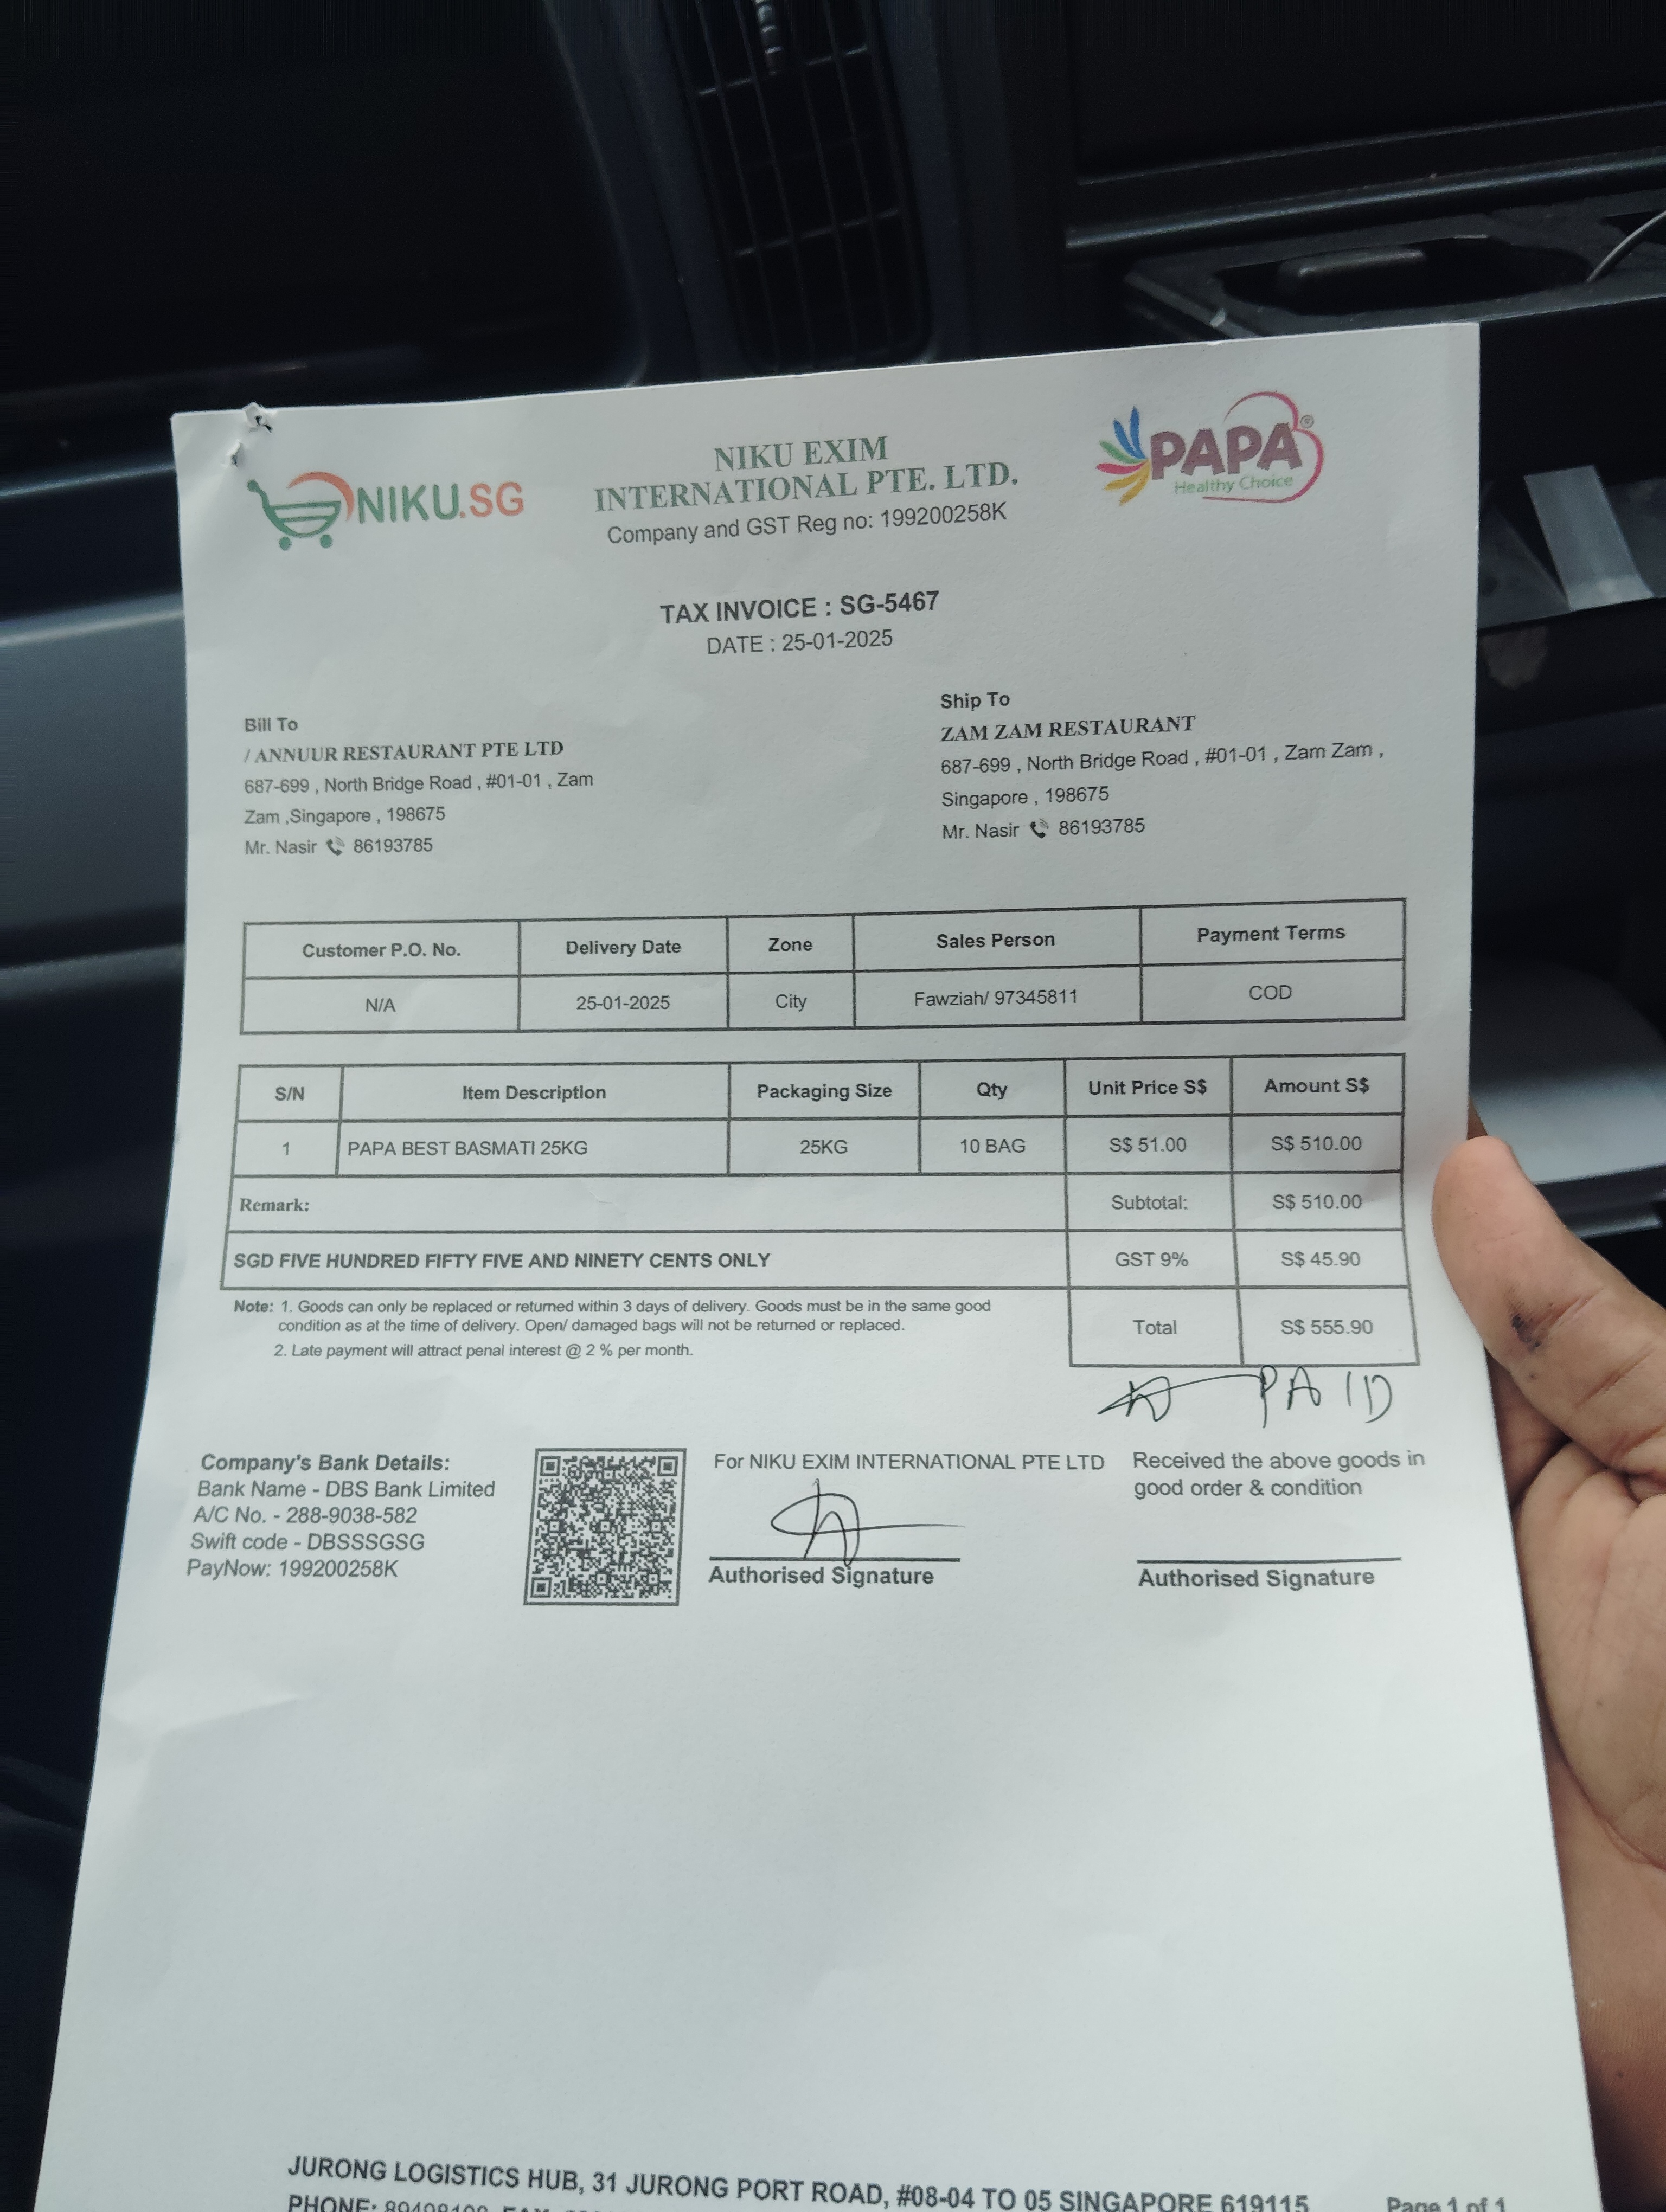 NIKU.SG
NIKU EXIM
INTERNATIONAL PTE. LTD.
Company and GST Reg no: 199200258K
PAPA®
Healthy Choice
TAX INVOICE : SG-5467
DATE : 25-01-2025
Bill To
/ ANNUUR RESTAURANT PTE LTD
687-699 , North Bridge Road , #01-01 , Zam
Zam ,Singapore , 198675
Mr. Nasir 86193785
Ship To
ZAM ZAM RESTAURANT
687-699 , North Bridge Road , #01-01 , Zam Zam ,
Singapore , 198675
Mr. Nasir 86193785
Customer P.O. No. Delivery Date Zone Sales Person Payment Terms
N/A 25-01-2025 City Fawziah/ 97345811 COD
S/N Item Description Packaging Size Qty Unit Price S$ Amount S$
1 PAPA BEST BASMATI 25KG 25KG 10 BAG S$ 51.00 S$ 510.00
Remark: Subtotal: S$ 510.00
SGD FIVE HUNDRED FIFTY FIVE AND NINETY CENTS ONLY GST 9% S$ 45.90
Total S$ 555.90
Note: 1. Goods can only be replaced or returned within 3 days of delivery. Goods must be in the same good
condition as at the time of delivery. Open/ damaged bags will not be returned or replaced.
2. Late payment will attract penal interest @ 2 % per month.
PAID
Company's Bank Details:
Bank Name - DBS Bank Limited
A/C No. - 288-9038-582
Swift code - DBSSSGSG
PayNow: 199200258K
For NIKU EXIM INTERNATIONAL PTE LTD
Authorised Signature
Received the above goods in
good order & condition
Authorised Signature
JURONG LOGISTICS HUB, 31 JURONG PORT ROAD, #08-04 TO 05 SINGAPORE 619115
PHONE:
Page 1 of 1